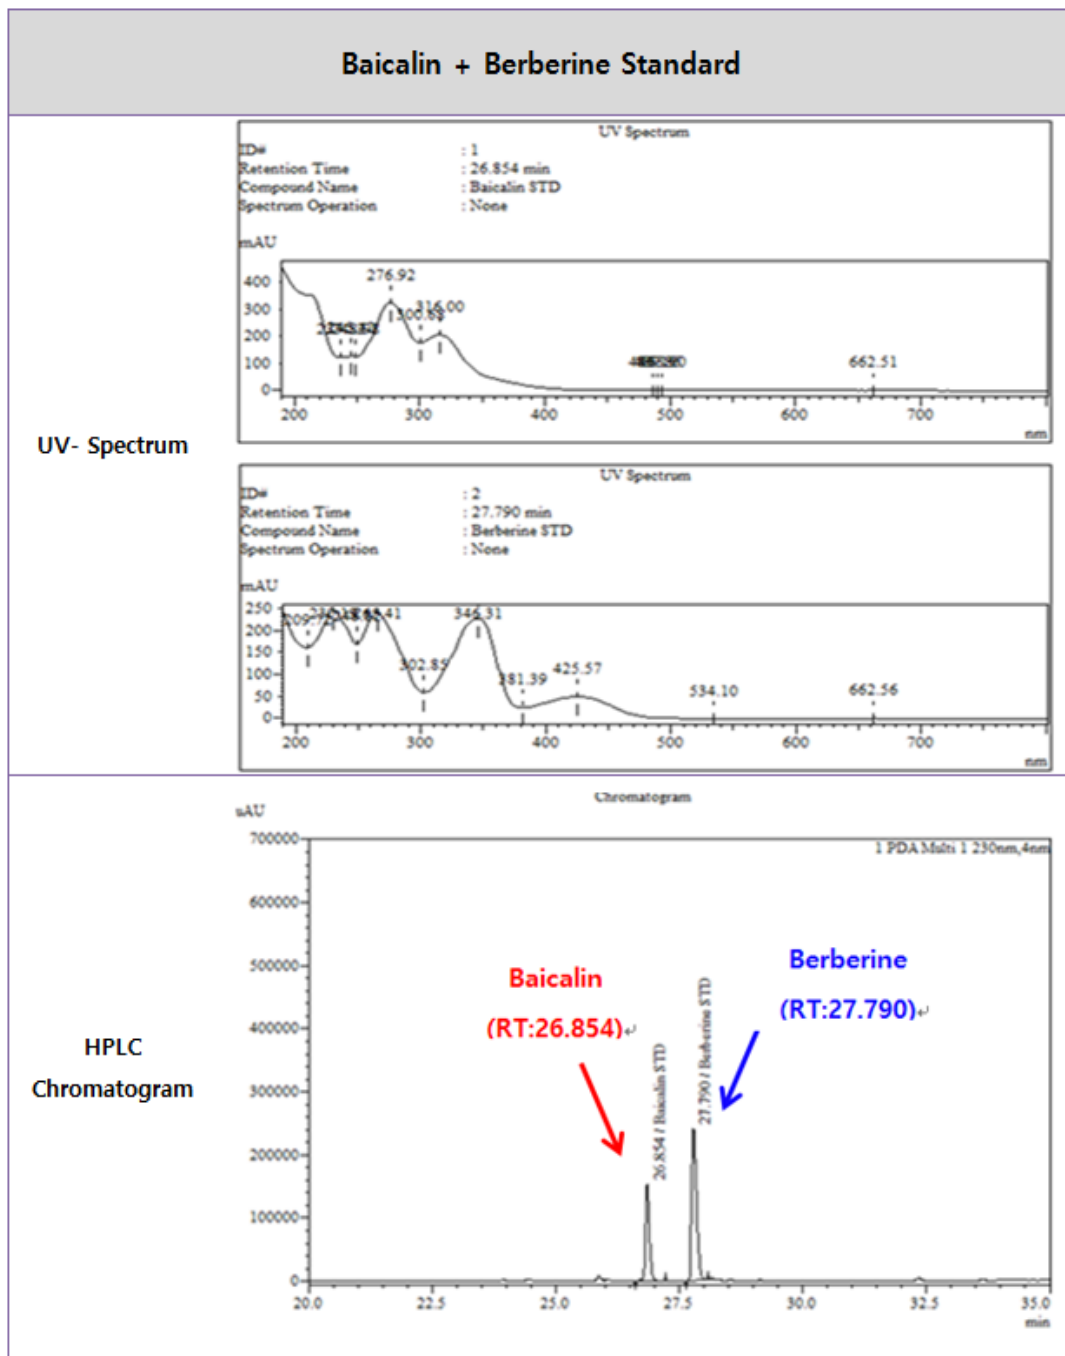 Baicalin + Berberine Standard
UV- Spectrum
UV Spectrum
ID# : 1
Retention Time : 26.854 min
Compound Name : Baicalin STD
Spectrum Operation : None
mAU
276.92
316.00
300.68
662.51
400
300
200
100
0
200 300 400 500 600 700
nm
UV Spectrum
ID# : 2
Retention Time : 27.790 min
Compound Name : Berberine STD
Spectrum Operation : None
mAU
346.31
302.85
381.39
425.57
534.10
662.56
250
200
150
100
50
0
200 300 400 500 600 700
nm
HPLC
Chromatogram
Chromatogram
uAU
1 PDA Multi 1 230nm,4nm
700000
600000
500000
400000
300000
200000
100000
0
Baicalin
(RT:26.854)
Berberine
(RT:27.790)
26.854 / Baicalin STD
27.790 / Berberine STD
20.0 22.5 25.0 27.5 30.0 32.5 35.0
min